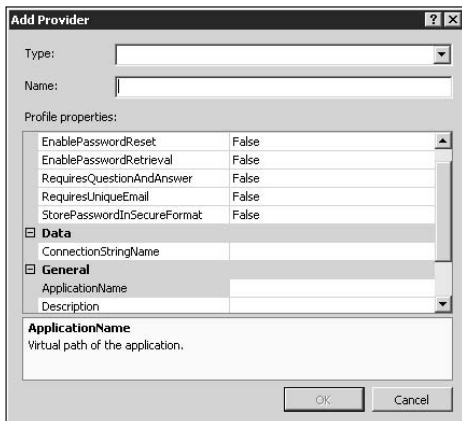 Add Provider
Type:
Name:
Profile properties:
EnablePasswordReset False
EnablePasswordRetrieval False
RequiresQuestionAndAnswer False
RequiresUniqueEmail False
StorePasswordInSecureFormat False
Data
ConnectionStringName
General
ApplicationName
Description
ApplicationName
Virtual path of the application.
OK Cancel